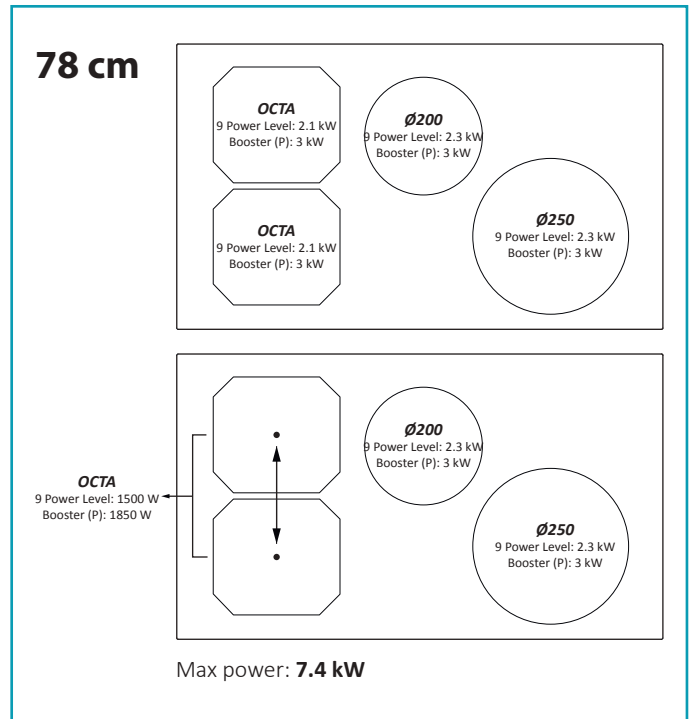 78 cm
OCTA
9 Power Level: 2.1 kW
Booster (P): 3 kW
Ø200
9 Power Level: 2.3 kW
Booster (P): 3 kW
OCTA
9 Power Level: 2.1 kW
Booster (P): 3 kW
Ø250
9 Power Level: 2.3 kW
Booster (P): 3 kW
OCTA
9 Power Level: 1500 W
Booster (P): 1850 W
Ø200
9 Power Level: 2.3 kW
Booster (P): 3 kW
Ø250
9 Power Level: 2.3 kW
Booster (P): 3 kW
Max power: 7.4 kW